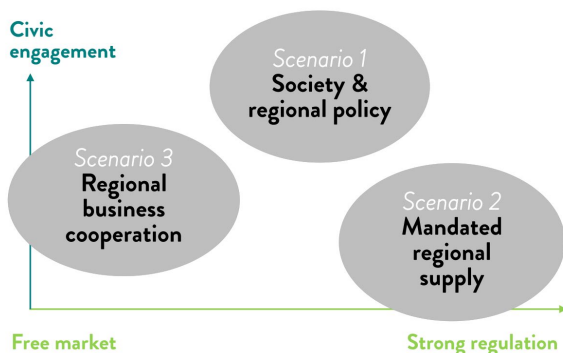 Civic
engagement
Scenario 1
Society &
regional policy
Scenario 3
Regional
business
cooperation
Scenario 2
Mandated
regional
supply
Free market
Strong regulation